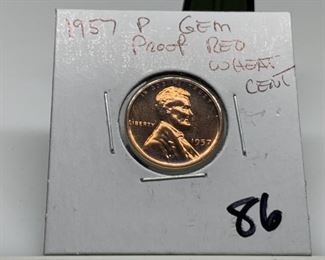 1957 P GEM
PROOF RED
WHEAT
CENT
LIBERTY
1957
86